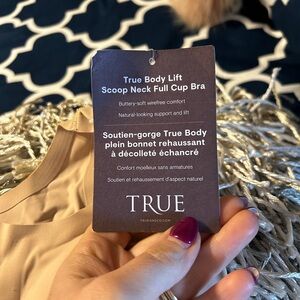 True Body Lift
Scoop Neck Full Cup Bra
Buttery-soft wirefree comfort
Natural-looking support and lift
Soutien-gorge True Body
plein bonnet rehaussant
à décolleté échancré
Confort moelleux sans armatures
Soutien et rehaussement d'aspect naturel
TRUE
TRUEANDCO.COM